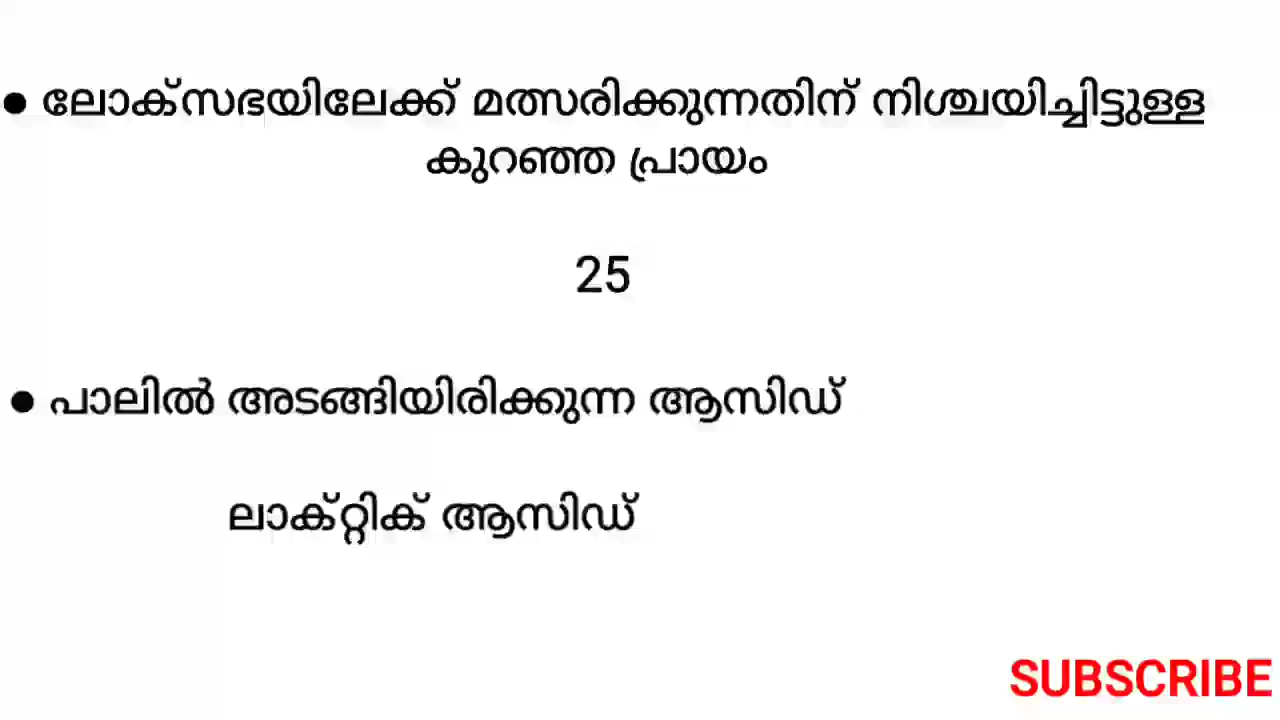 • ലോക്സഭയിലേക്ക് മത്സരിക്കുന്നതിന് നിശ്ചയിച്ചിട്ടുള്ള
കുറഞ്ഞ പ്രായം
25
• പാലിൽ അടങ്ങിയിരിക്കുന്ന ആസിഡ്
ലാക്റ്റിക് ആസിഡ്
SUBSCRIBE